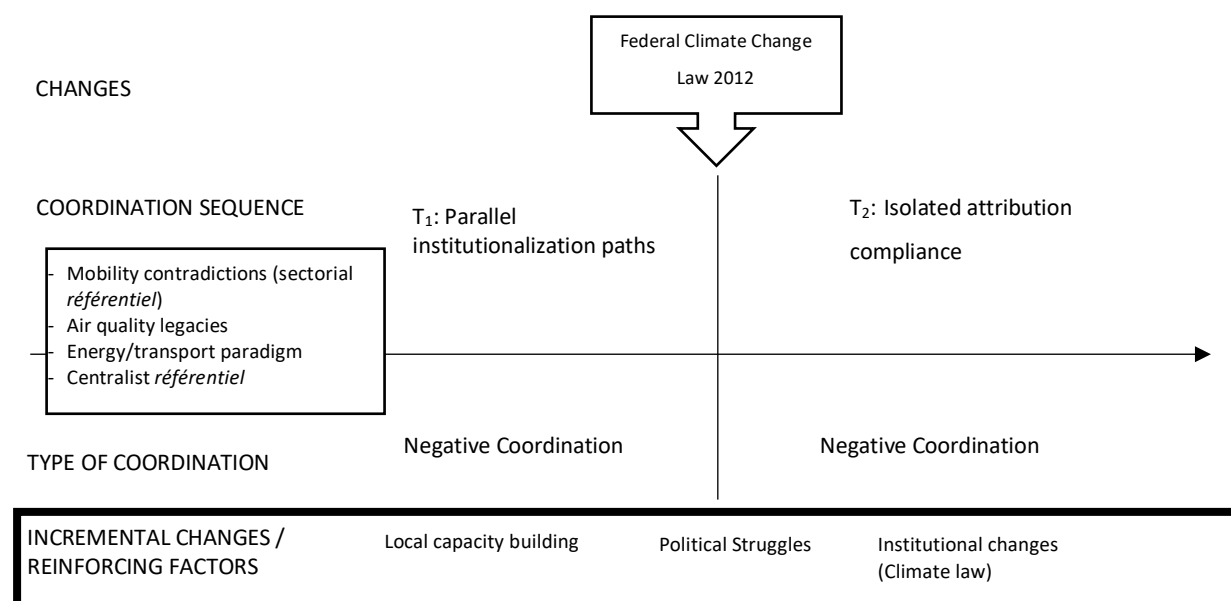 Federal Climate Change
Law 2012
CHANGES
COORDINATION SEQUENCE
T₁: Parallel
institutionalization paths
T₂: Isolated attribution
compliance
- Mobility contradictions (sectorial
référentiel)
- Air quality legacies
- Energy/transport paradigm
- Centralist référentiel
TYPE OF COORDINATION
Negative Coordination
Negative Coordination
INCREMENTAL CHANGES /
REINFORCING FACTORS
Local capacity building
Political Struggles
Institutional changes
(Climate law)